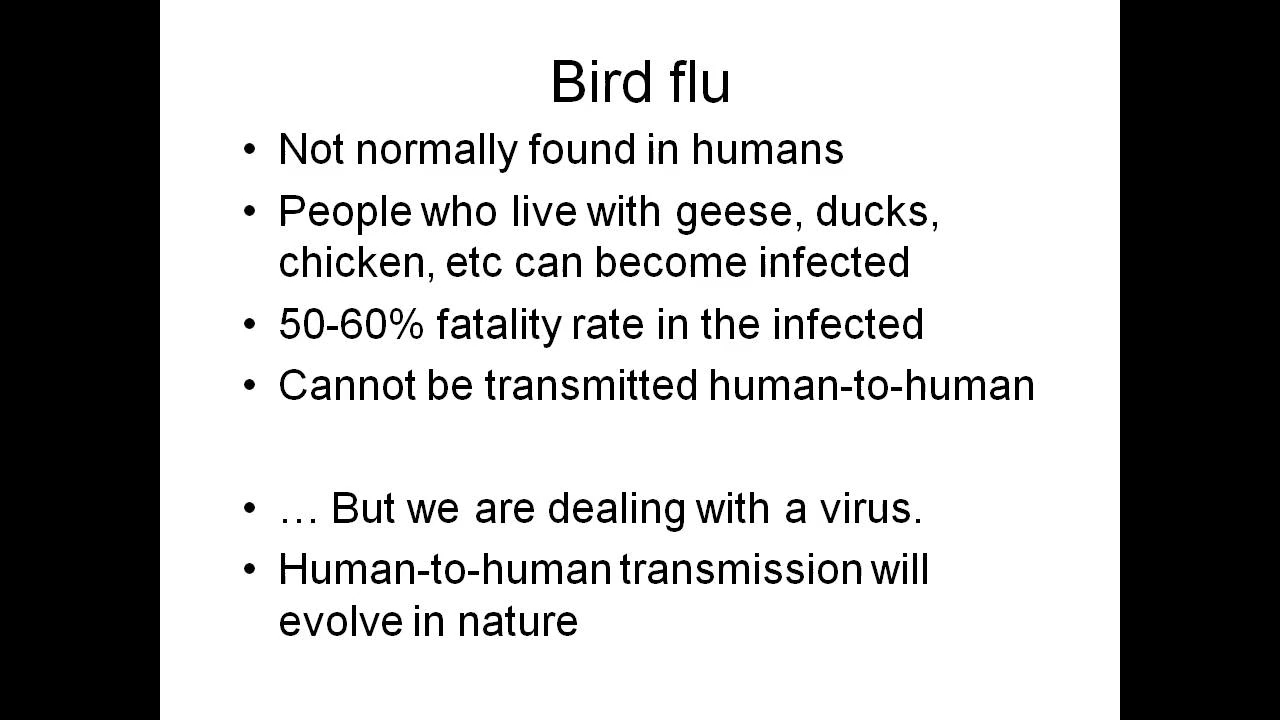 Bird flu
• Not normally found in humans
• People who live with geese, ducks,
chicken, etc can become infected
• 50-60% fatality rate in the infected
• Cannot be transmitted human-to-human
• … But we are dealing with a virus.
• Human-to-human transmission will
evolve in nature